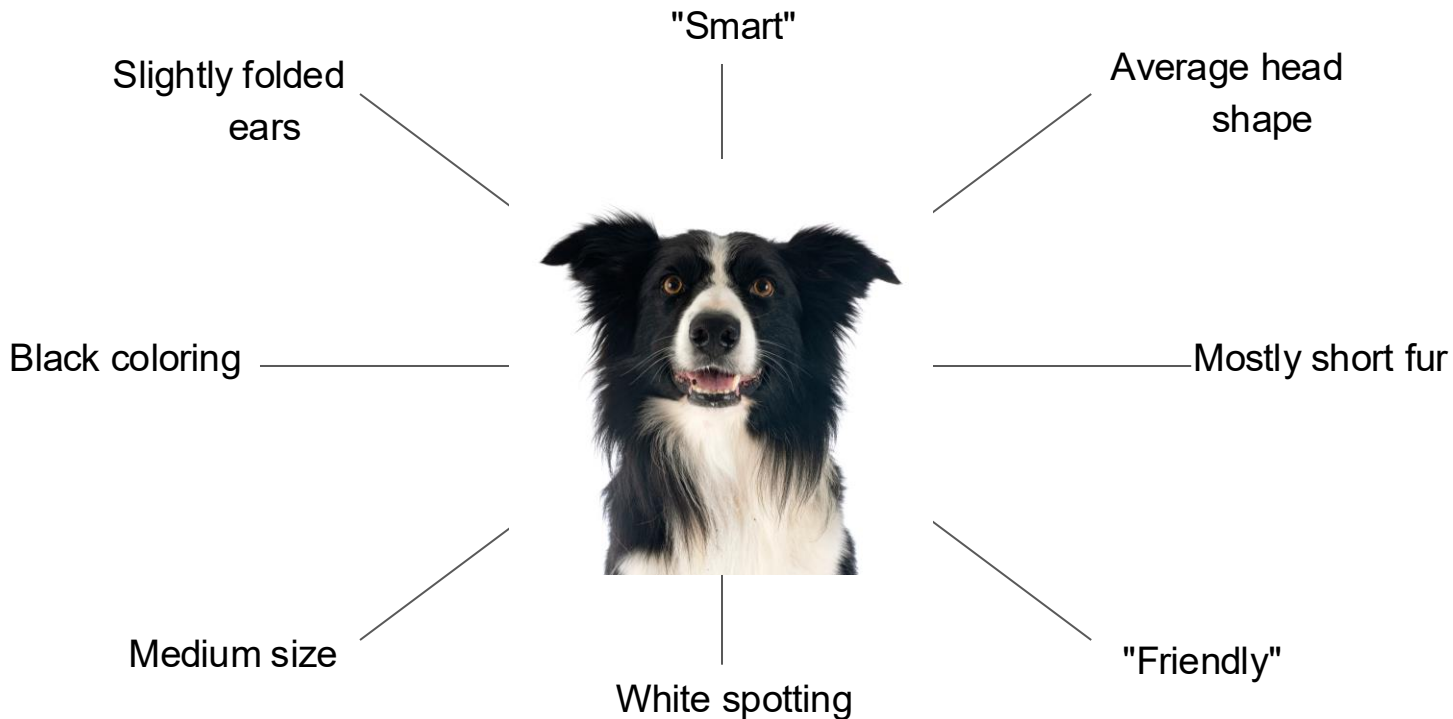 "Smart"
Slightly folded
ears
Average head
shape
Black coloring
Mostly short fur
Medium size
"Friendly"
White spotting